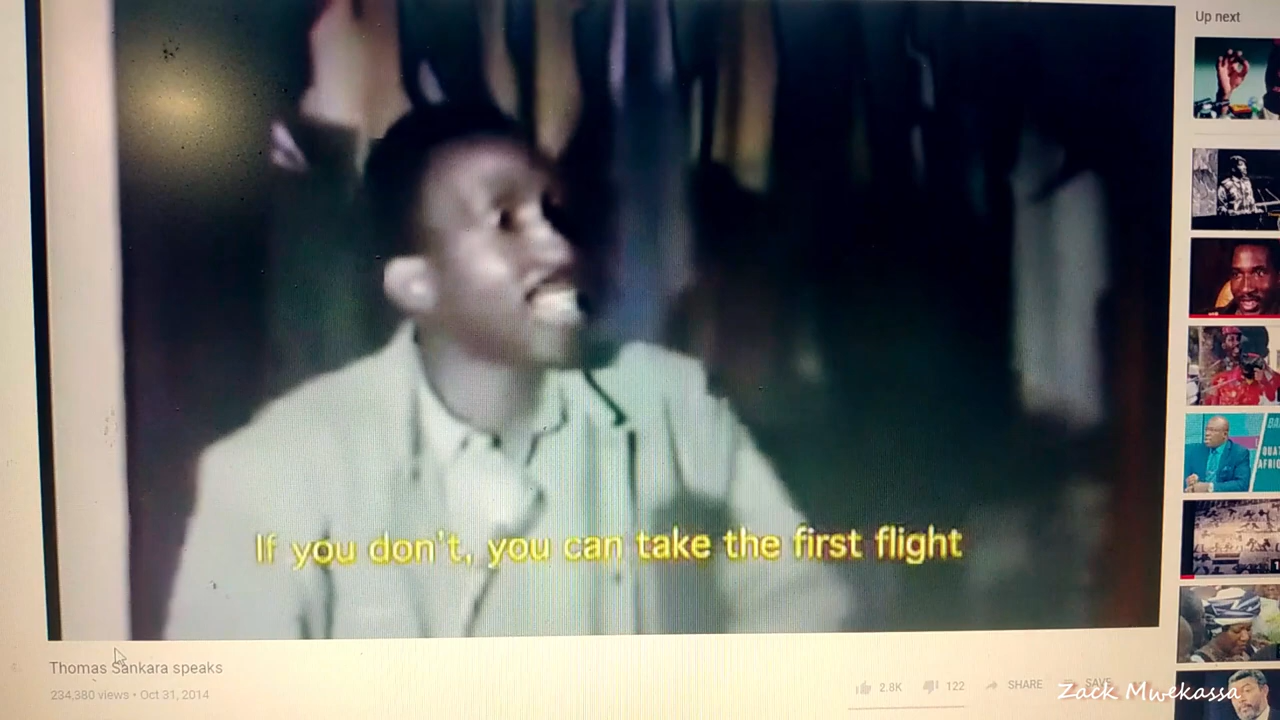 Up next
If you don't, you can take the first flight
Thomas Sankara speaks
234,380 views • Oct 31, 2014
2.8K
122
SHARE
SAVE
Zack Mwekassa